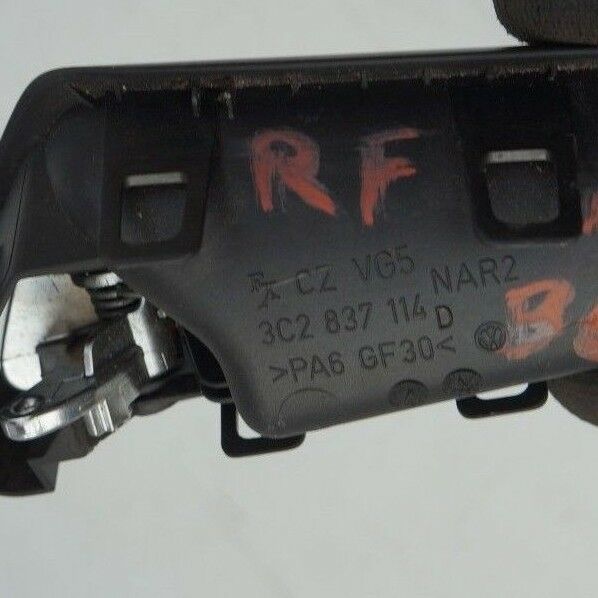 RF
CZ VG5
NAR2
3C2 837 114 D
>PA6 GF30<